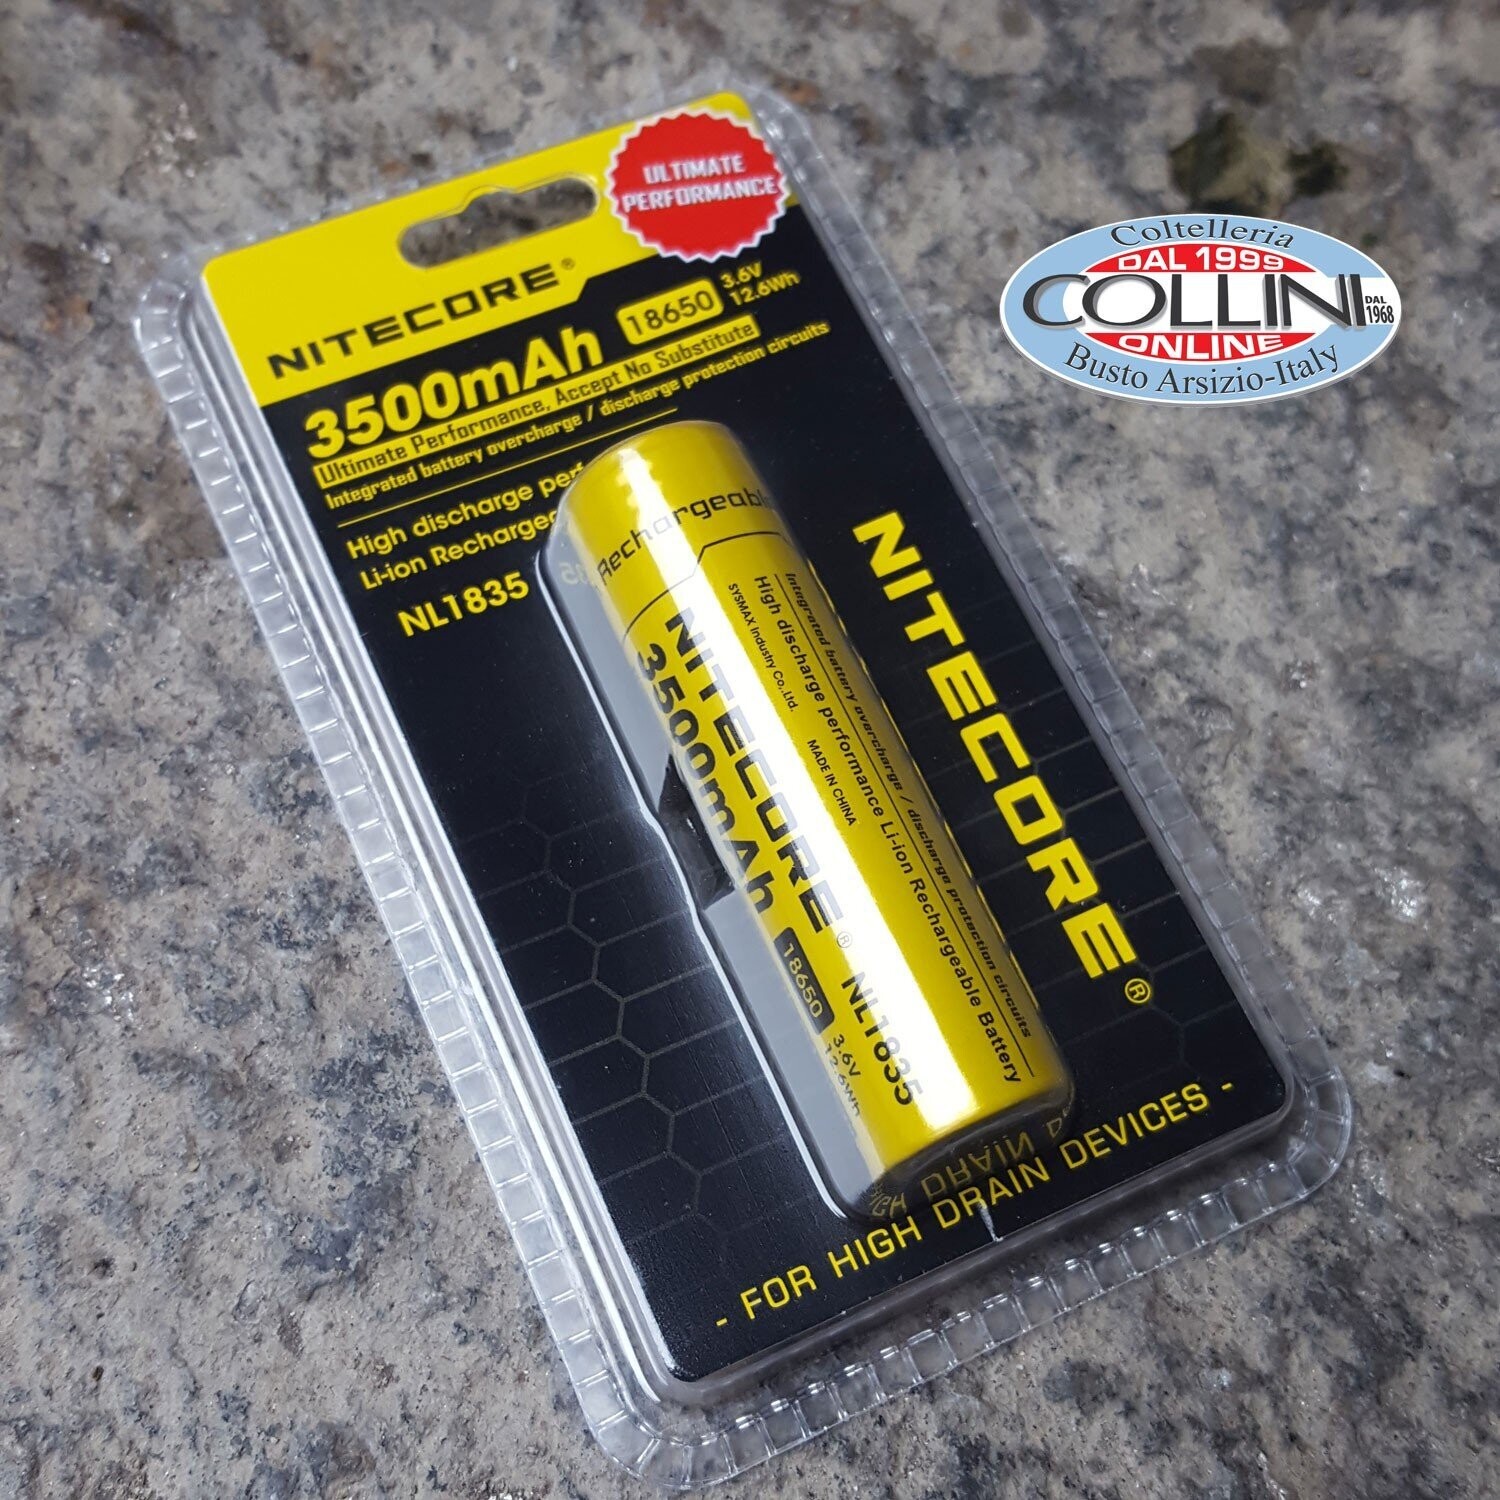 ULTIMATE
PERFORMANCE
NITECORE®
3500mAh 18650 3.6V
12.6Wh
Ultimate Performance, Accept No Substitute
Integrated battery overcharge / discharge protection circuits
High discharge perf
Li-ion Recharge
NL1835
Rechargeable
NITECORE® NL1835
3500mAh 18650 3.6V
12.6Wh
Integrated battery overcharge / discharge protection circuits
High discharge performance Li-ion Rechargeable Battery
SYSMAX Industry Co.,Ltd. MADE IN CHINA
NITECORE®
- FOR HIGH DRAIN DEVICES -
Coltelleria
DAL 1999
COLLINI DAL
1968
ONLINE
Busto Arsizio-Italy